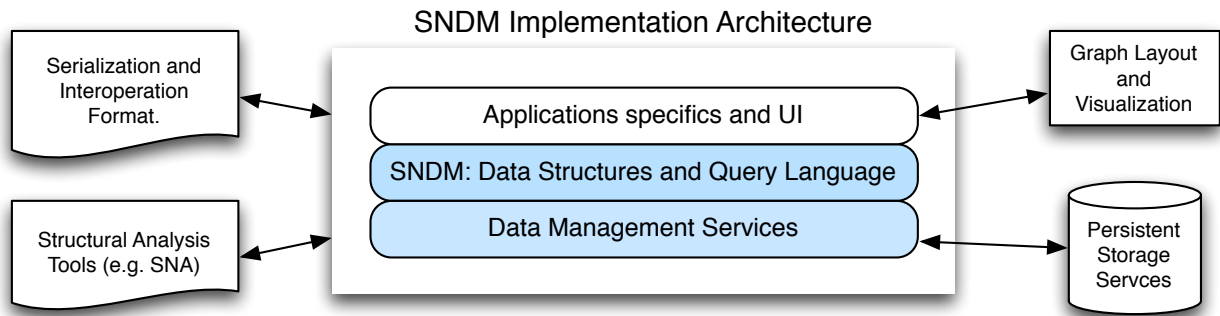 SNDM Implementation Architecture
Serialization and
Interoperation
Format.
Structural Analysis
Tools (e.g. SNA)
Applications specifics and UI
SNDM: Data Structures and Query Language
Data Management Services
Graph Layout
and
Visualization
Persistent
Storage
Servces